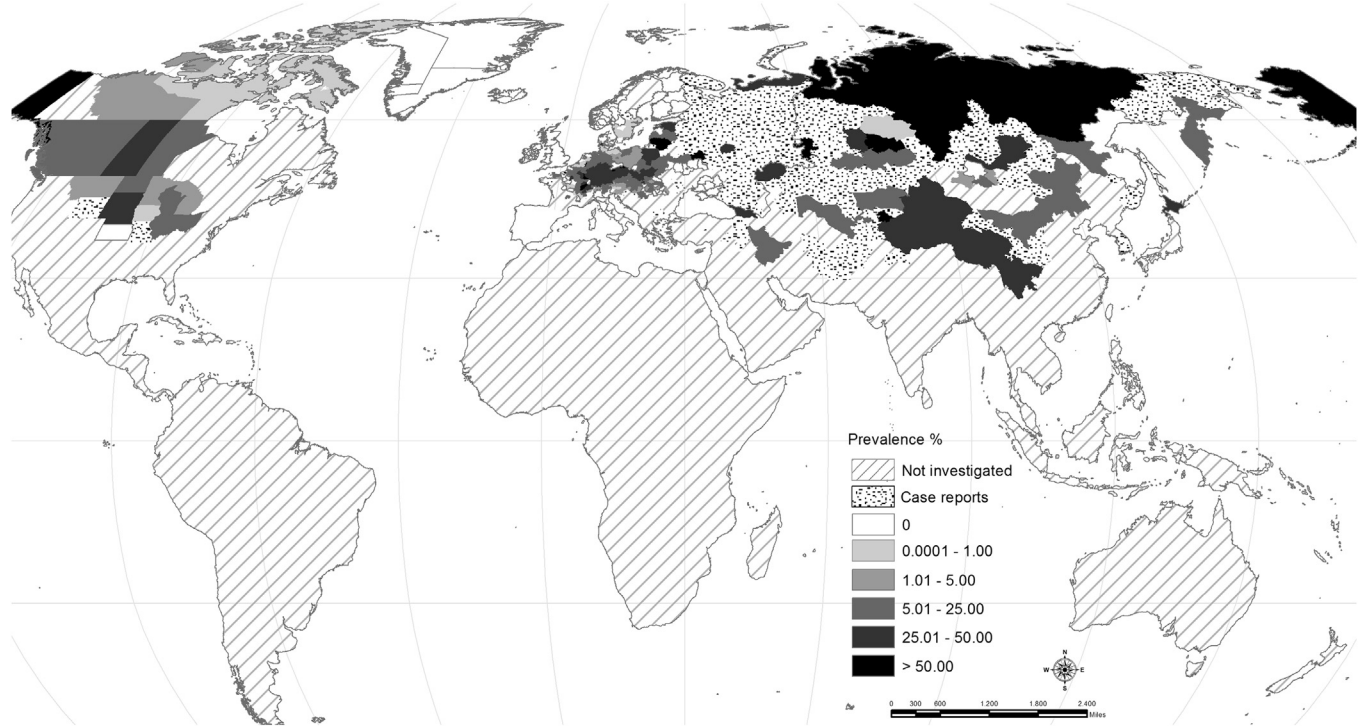 Prevalence %
Not investigated
Case reports
0
0.0001 - 1.00
1.01 - 5.00
5.01 - 25.00
25.01 - 50.00
> 50.00
N
W E
S
0 300 600 1.200 1.800 2.400
Miles